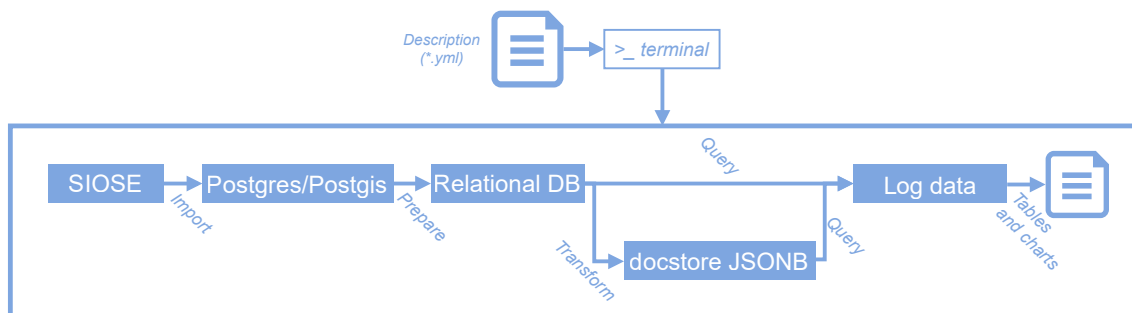 Description
(*.yml)
>_ terminal
Query
SIOSE
Import
Postgres/Postgis
Prepare
Relational DB
Transform
docstore JSONB
Query
Log data
Tables
and charts